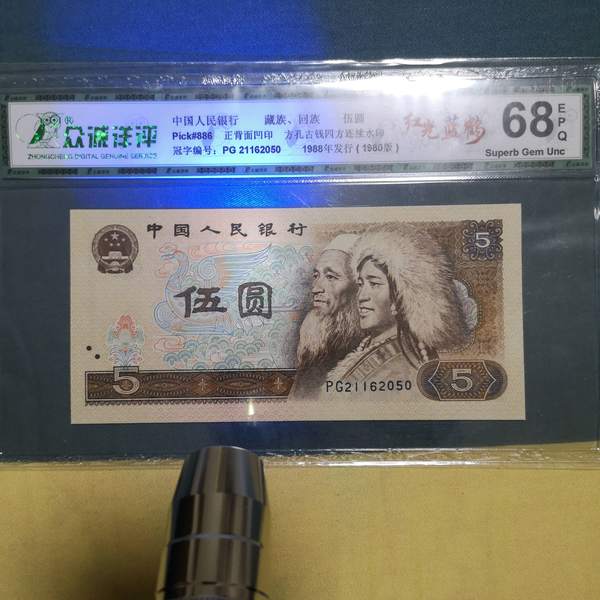 众诚洋评®
ZHONGCHENG DIGITAL GENUINE SERVICE
中国人民银行 藏族、回族 伍圆
Pick#886 正背面凹印 方孔古钱四方连续水印
冠字编号: PG 21162050 1988年发行(1980版)
红光蓝鹤
68 EPQ
Superb Gem Unc
中国人民银行
5
伍圆
5
PG21162050
5